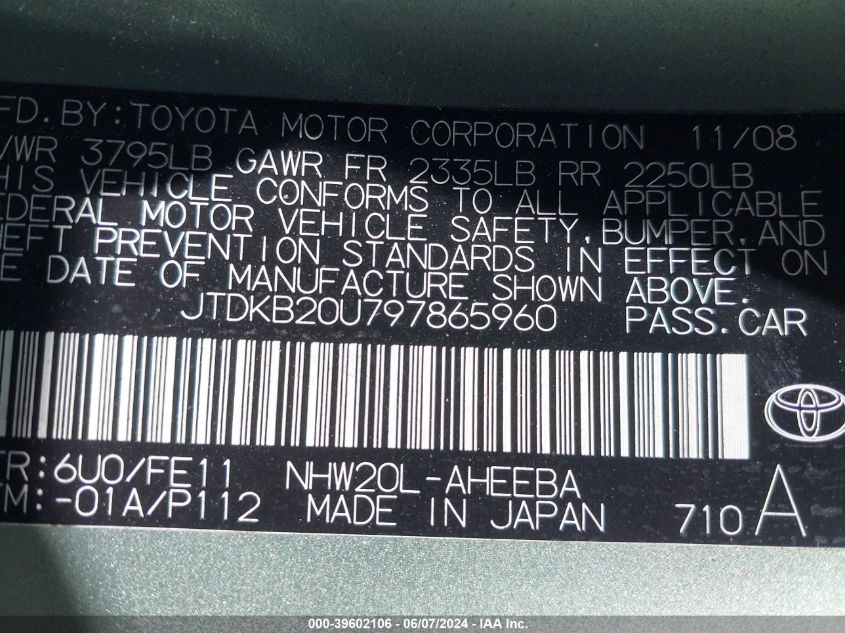 FD. BY: TOYOTA MOTOR CORPORATION 11/08
VWR 3795LB GAWR FR 2335LB RR 2250LB
HIS VEHICLE CONFORMS TO ALL APPLICABLE
EDERAL MOTOR VEHICLE SAFETY, BUMPER, AND
HEFT PREVENTION STANDARDS IN EFFECT ON
E DATE OF MANUFACTURE SHOWN ABOVE.
JTDKB20U797865960 PASS.CAR
TR: 6U0/FE11 NHW20L-AHEEBA
TM: -01A/P112 MADE IN JAPAN 710 A
000-39602106 - 06/07/2024 - IAA Inc.